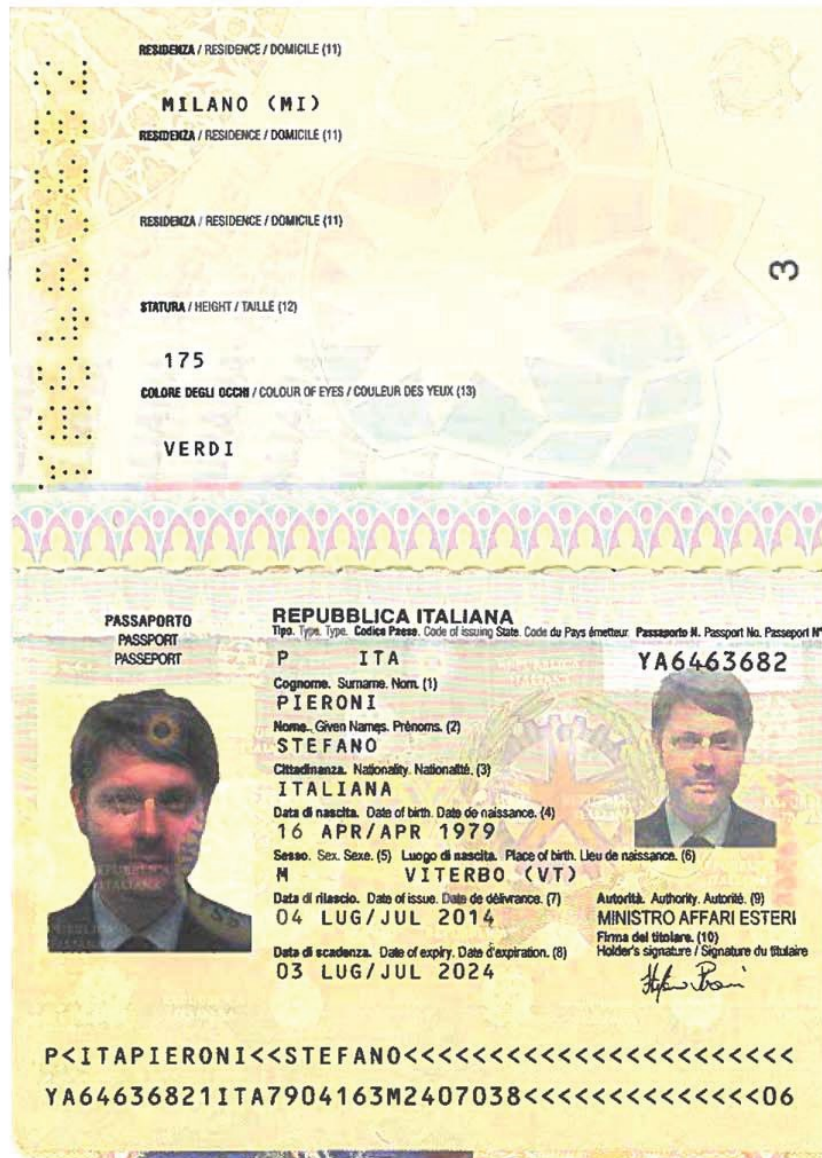 RESIDENZA / RESIDENCE / DOMICILE (11)
MILANO (MI)
RESIDENZA / RESIDENCE / DOMICILE (11)
RESIDENZA / RESIDENCE / DOMICILE (11)
3
STATURA / HEIGHT / TAILLE (12)
175
COLORE DEGLI OCCHI / COLOUR OF EYES / COULEUR DES YEUX (13)
VERDI
PASSAPORTO
PASSPORT
PASSEPORT
REPUBBLICA ITALIANA
Tipo. Type. Type. Codice Paese. Code of issuing State. Code du Pays émetteur. Passaporto N. Passport No. Passeport N°
P ITA YA6463682
Cognome. Surname. Nom. (1)
PIERONI
Nome. Given Names. Prénoms. (2)
STEFANO
Cittadinanza. Nationality. Nationalité. (3)
ITALIANA
Data di nascita. Date of birth. Date de naissance. (4)
16 APR/APR 1979
Sesso. Sex. Sexe. (5) Luogo di nascita. Place of birth. Lieu de naissance. (6)
M VITERBO (VT)
Data di rilascio. Date of issue. Date de délivrance. (7)
04 LUG/JUL 2014
Autorità. Authority. Autorité. (9)
MINISTRO AFFARI ESTERI
Data di scadenza. Date of expiry. Date d'expiration. (8)
03 LUG/JUL 2024
Firma del titolare. (10)
Holder's signature / Signature du titulaire
P<ITAPIERONI<<STEFANO<<<<<<<<<<<<<<<<<<<<<<<
YA64636821ITA7904163M2407038<<<<<<<<<<<<<<06